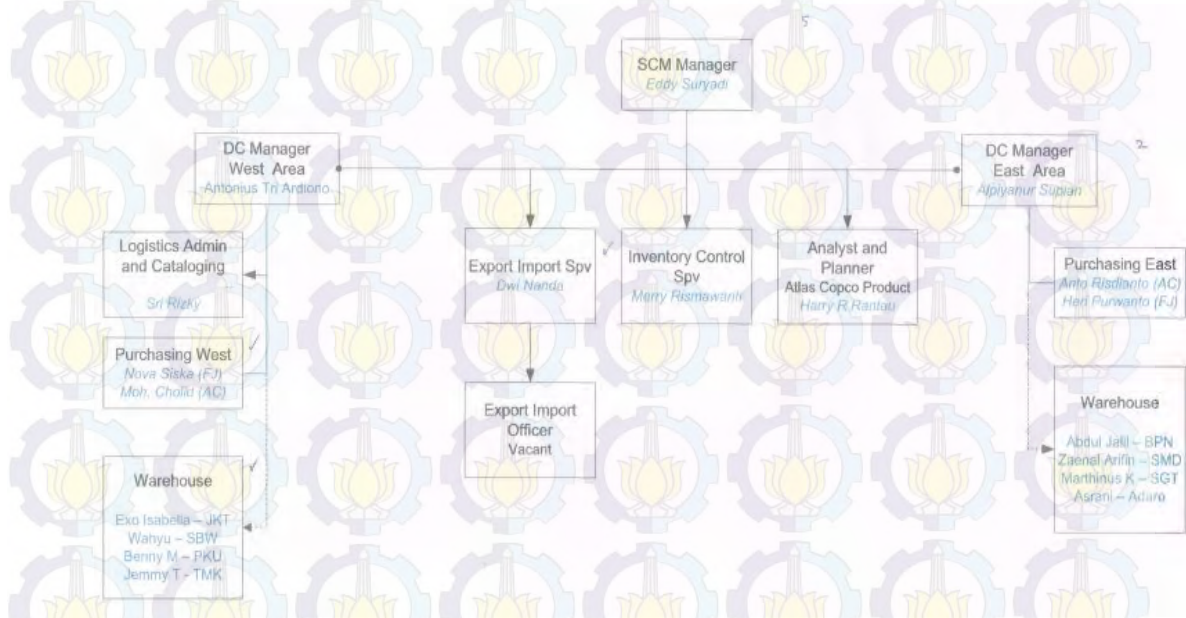 5
SCM Manager
Eddy Suryadi
DC Manager
West Area
Antonius Tri Ardiono
DC Manager
East Area
Alpiyanur Supian
2
Logistics Admin
and Cataloging
Sri Rizky
Export Import Spv
Dwi Nanda
Inventory Control
Spv
Merry Rismawanti
Analyst and
Planner
Atlas Copco Product
Harry R.Rantau
Purchasing East
Anto Risdianto (AC)
Heri Purwanto (FJ)
Purchasing West
Nova Siska (FJ)
Moh. Cholid (AC)
Export Import
Officer
Vacant
Warehouse
Exo Isabella – JKT
Wahyu – SBW
Benny M – PKU
Jemmy T - TMK
Warehouse
Abdul Jalil – BPN
Zaenal Arifin – SMD
Marthinus K – SGT
Asrani – Adaro